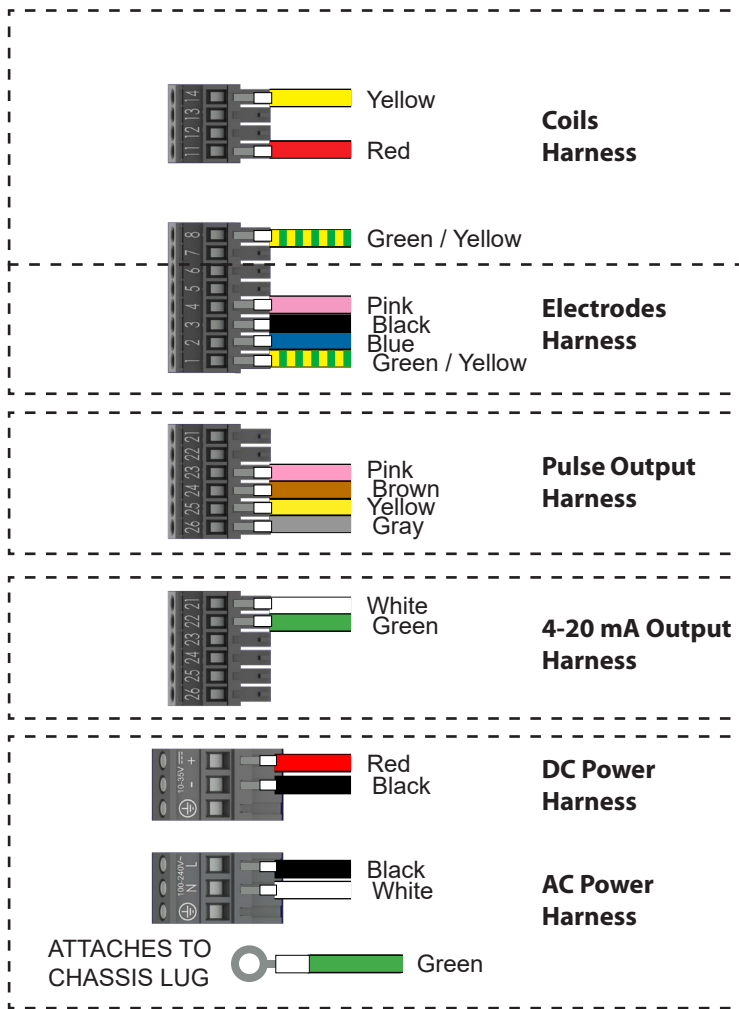 14
13
12
11
Yellow
Red
Coils
Harness
8
7
6
5
4
3
2
1
Green / Yellow
Pink
Black
Blue
Green / Yellow
Electrodes
Harness
21
22
23
24
25
26
Pink
Brown
Yellow
Gray
Pulse Output
Harness
21
22
23
24
25
26
White
Green
4-20 mA Output
Harness
10-35V
+
-
Red
Black
DC Power
Harness
100-240V~
L
N
Black
White
AC Power
Harness
ATTACHES TO
CHASSIS LUG
Green